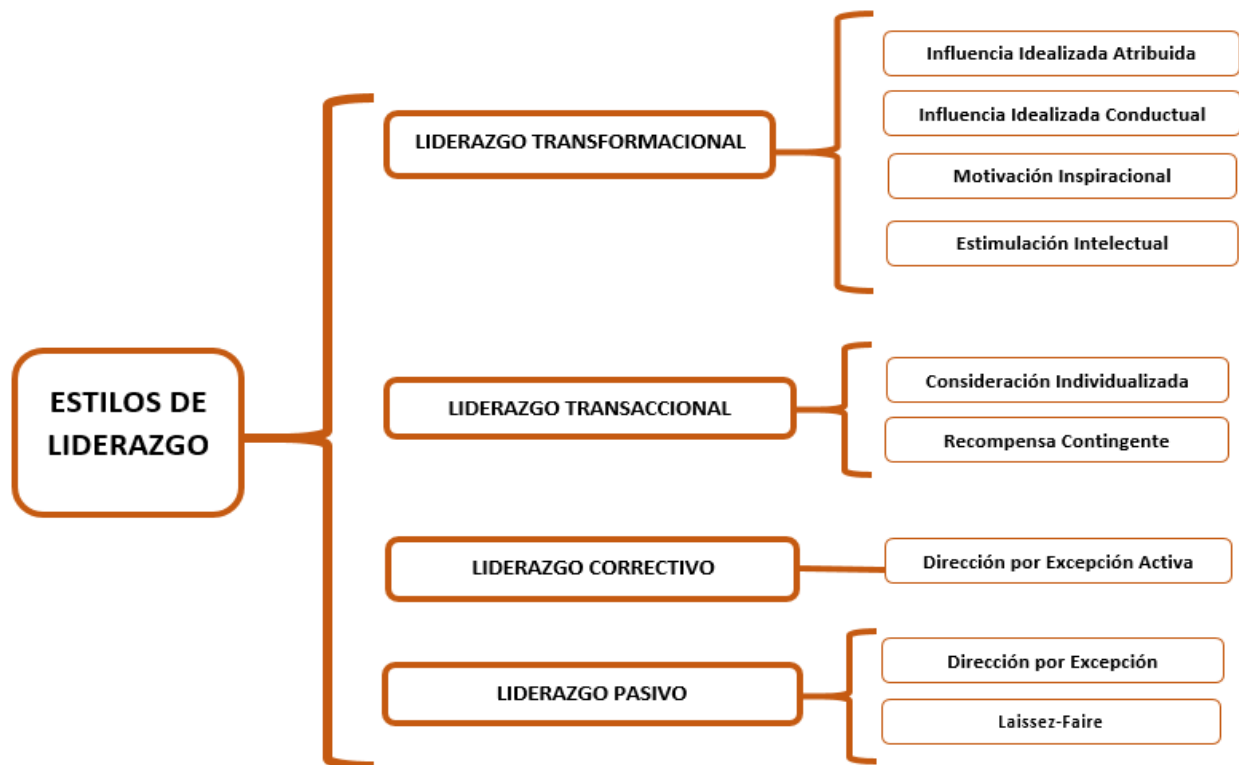 ESTILOS DE
LIDERAZGO
LIDERAZGO TRANSFORMACIONAL
Influencia Idealizada Atribuida
Influencia Idealizada Conductual
Motivación Inspiracional
Estimulación Intelectual
LIDERAZGO TRANSACCIONAL
Consideración Individualizada
Recompensa Contingente
LIDERAZGO CORRECTIVO
Dirección por Excepción Activa
LIDERAZGO PASIVO
Dirección por Excepción
Laissez-Faire